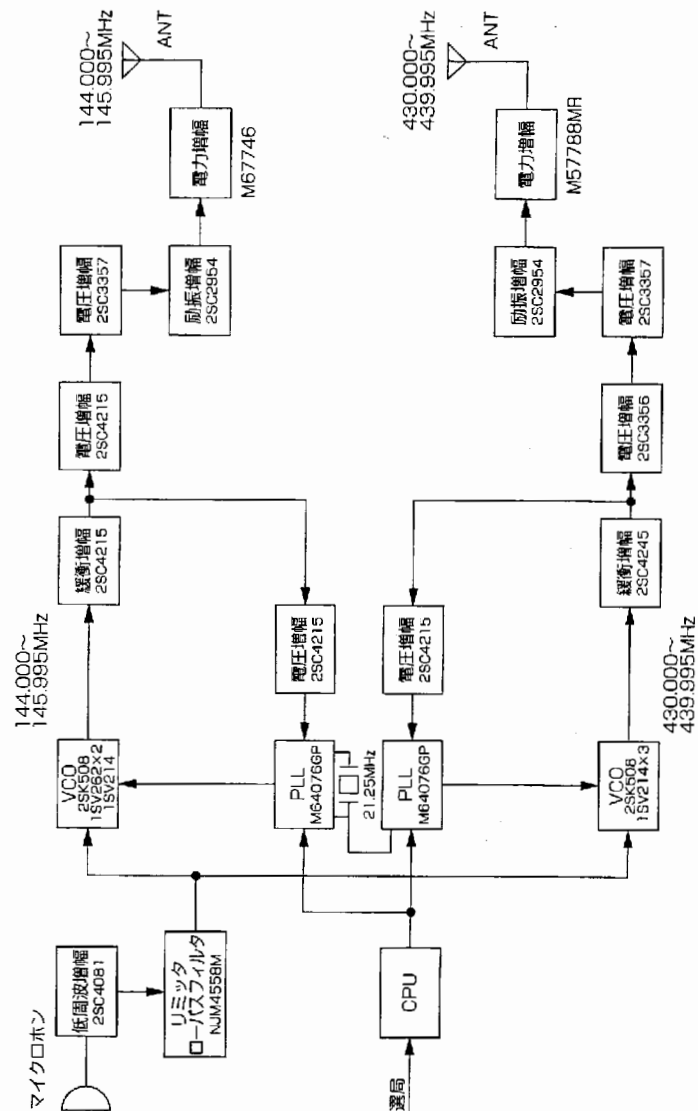 マイクロホン
低周波増幅
2SC4081
リミッタ
ローパスフィルタ
NJM4558M
144.000～
145.995MHz
VCO
2SK508
1SV262×2
1SV214
緩衝増幅
2SC4215
電圧増幅
2SC4215
電圧増幅
2SC3357
励振増幅
2SC2954
電力増幅
M67746
144.000～
145.995MHz
ANT
電圧増幅
2SC4215
PLL
M64076GP
21.25MHz
選局
CPU
PLL
M64076GP
電圧増幅
2SC4215
VCO
2SK508
1SV214×3
430.000～
439.995MHz
緩衝増幅
2SC4245
電圧増幅
2SC3356
電圧増幅
2SC3357
励振増幅
2SC2954
電力増幅
M57788MR
430.000～
439.995MHz
ANT